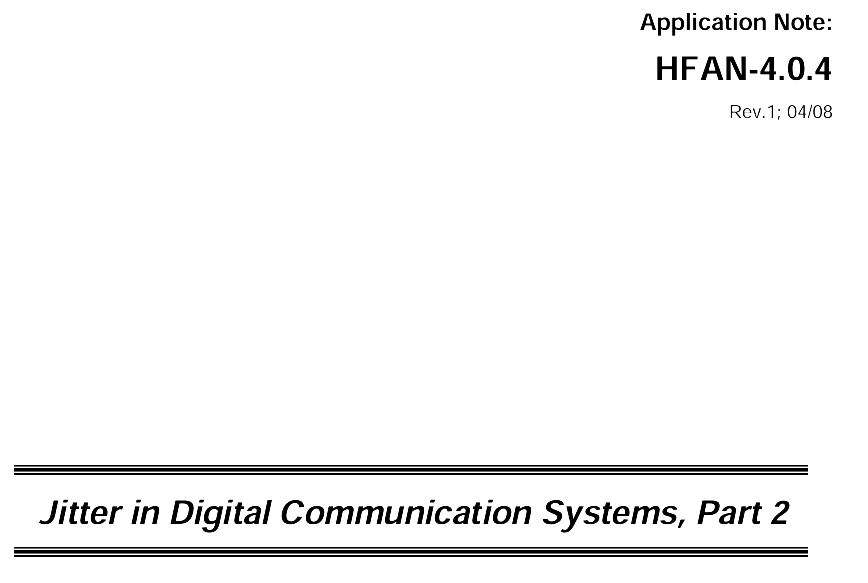 Application Note:
HFAN-4.0.4
Rev.1; 04/08
Jitter in Digital Communication Systems, Part 2